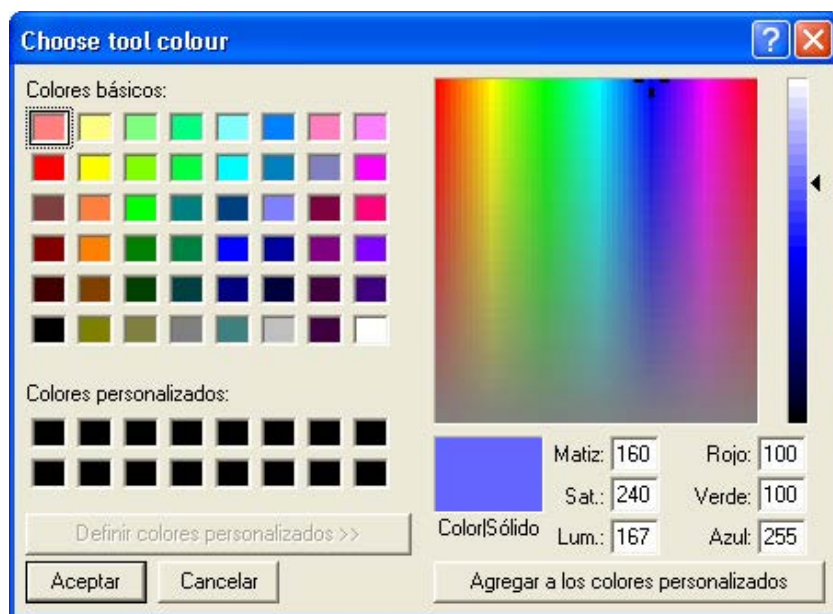 Choose tool colour
Colores básicos:
Colores personalizados:
Definir colores personalizados >>
Aceptar
Cancelar
Color|Sólido
Matiz: 160
Sat.: 240
Lum.: 167
Rojo: 100
Verde: 100
Azul: 255
Agregar a los colores personalizados